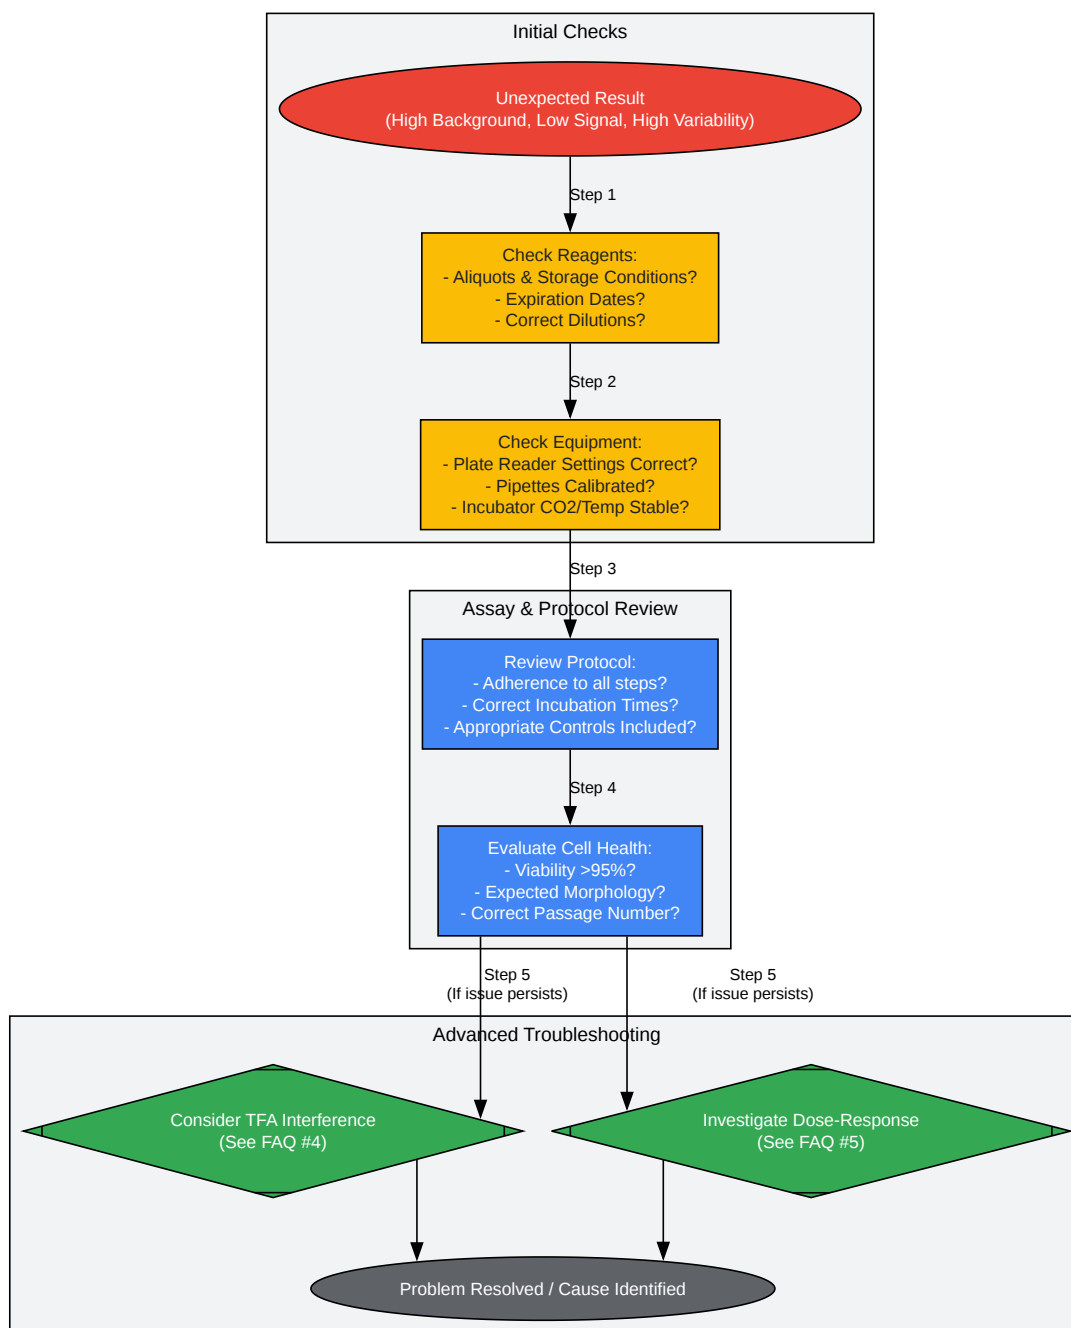 Initial Checks
Unexpected Result
(High Background, Low Signal, High Variability)
Step 1
Check Reagents:
- Aliquots & Storage Conditions?
- Expiration Dates?
- Correct Dilutions?
Step 2
Check Equipment:
- Plate Reader Settings Correct?
- Pipettes Calibrated?
- Incubator CO2/Temp Stable?
Step 3
Assay & Protocol Review
Review Protocol:
- Adherence to all steps?
- Correct Incubation Times?
- Appropriate Controls Included?
Step 4
Evaluate Cell Health:
- Viability >95%?
- Expected Morphology?
- Correct Passage Number?
Step 5
(If issue persists)
Step 5
(If issue persists)
Advanced Troubleshooting
Consider TFA Interference
(See FAQ #4)
Investigate Dose-Response
(See FAQ #5)
Problem Resolved / Cause Identified